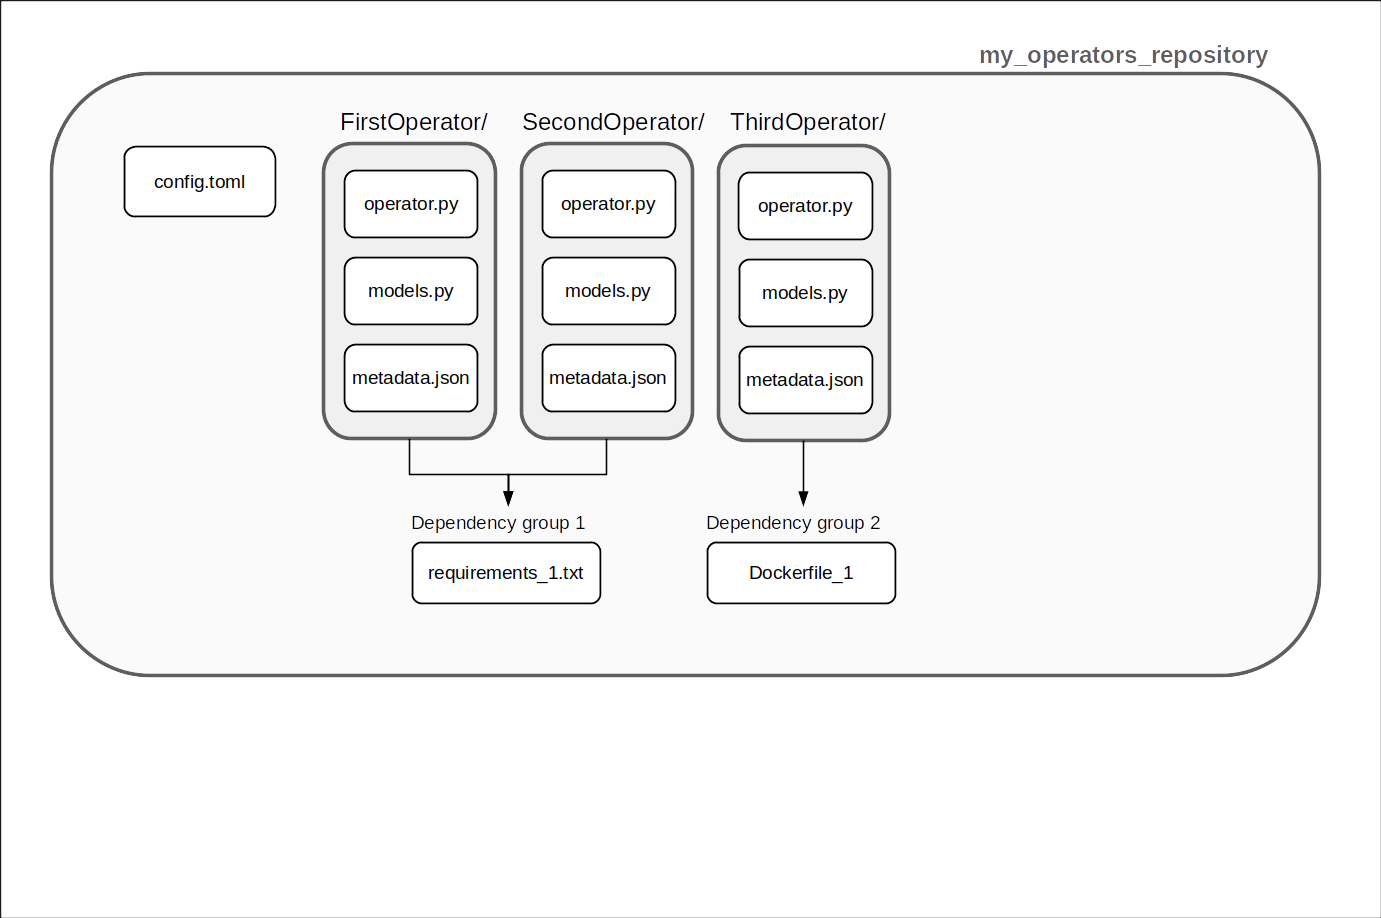 my_operators_repository
config.toml
FirstOperator/
operator.py
models.py
metadata.json
SecondOperator/
operator.py
models.py
metadata.json
ThirdOperator/
operator.py
models.py
metadata.json
Dependency group 1
requirements_1.txt
Dependency group 2
Dockerfile_1